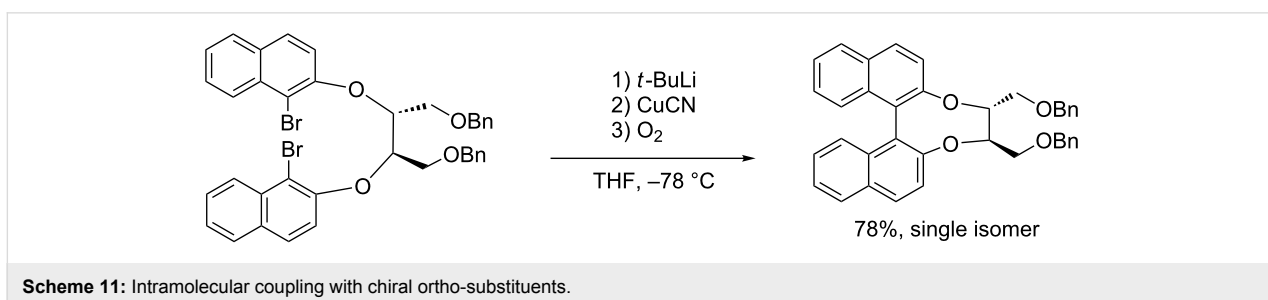 O
Br
OBn
Br
OBn
O
1) t-BuLi
2) CuCN
3) O₂
THF, –78 °C
O
OBn
O
OBn
78%, single isomer
Scheme 11: Intramolecular coupling with chiral ortho-substituents.